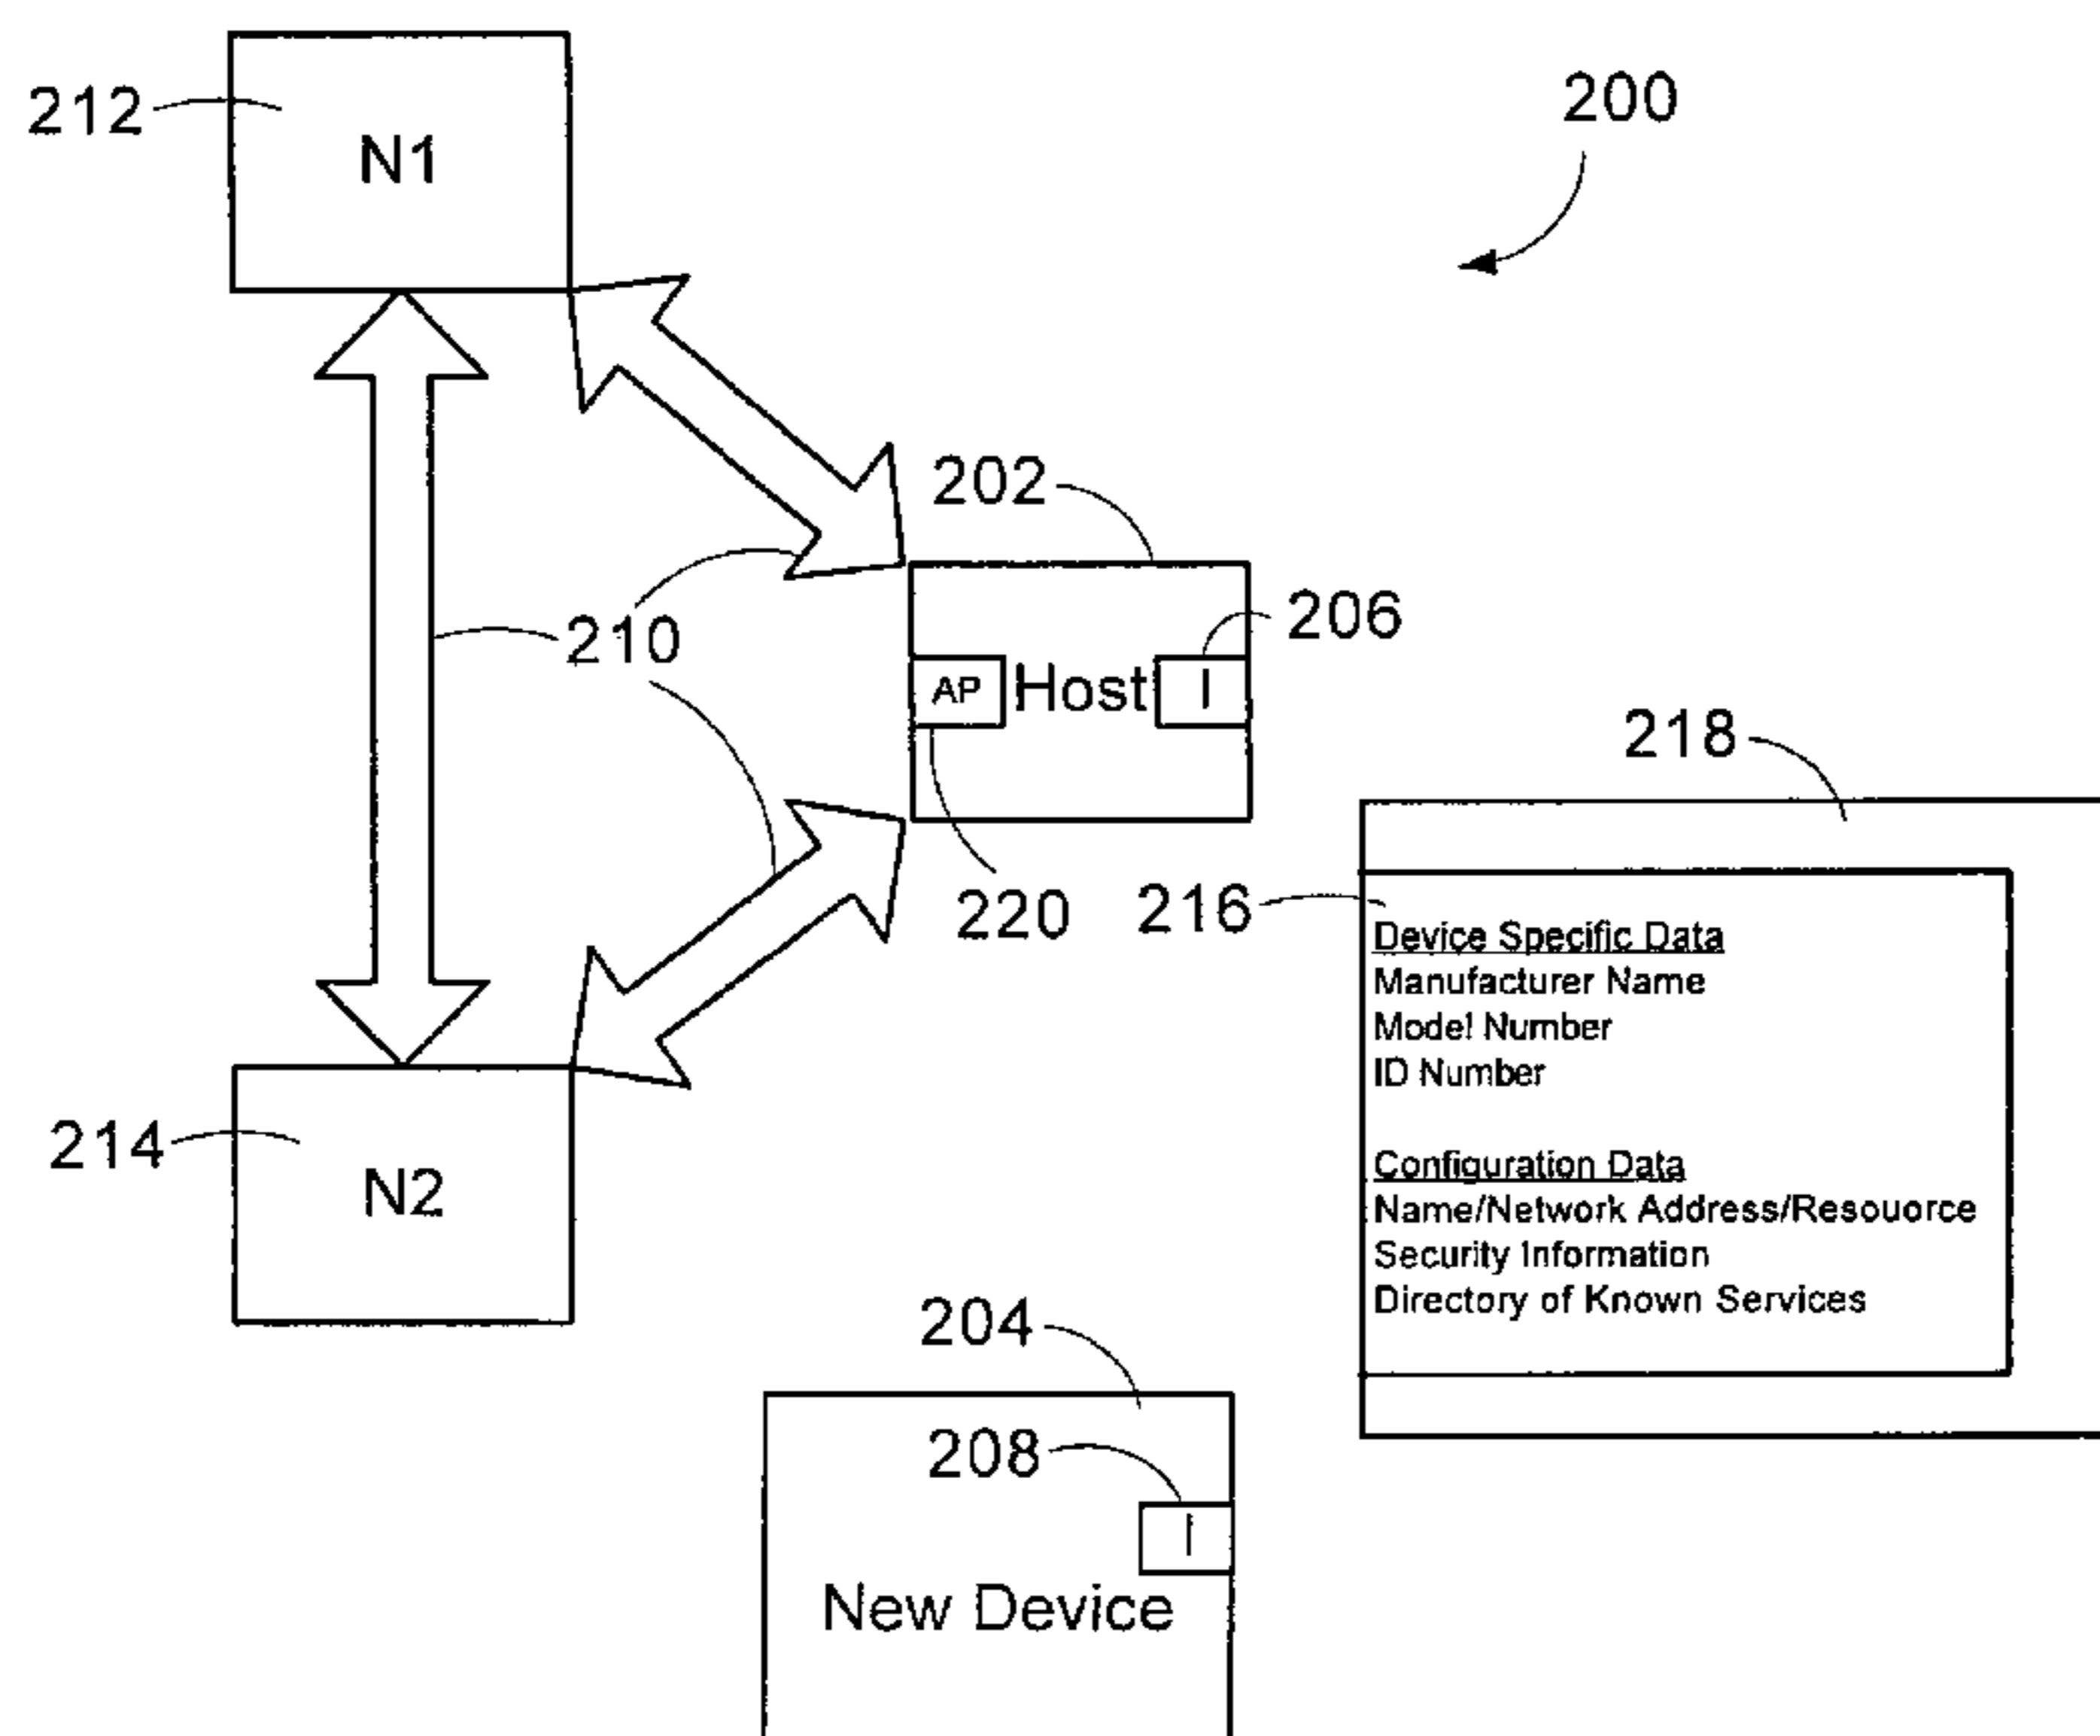 212
N1
200
202
206
210
AP
Host
I
218
220
216
Device Specific Data
Manufacturer Name
Model Number
ID Number
Configuration Data
Name/Network Address/Resouorce
Security Information
Directory of Known Services
214
N2
204
208
I
New Device